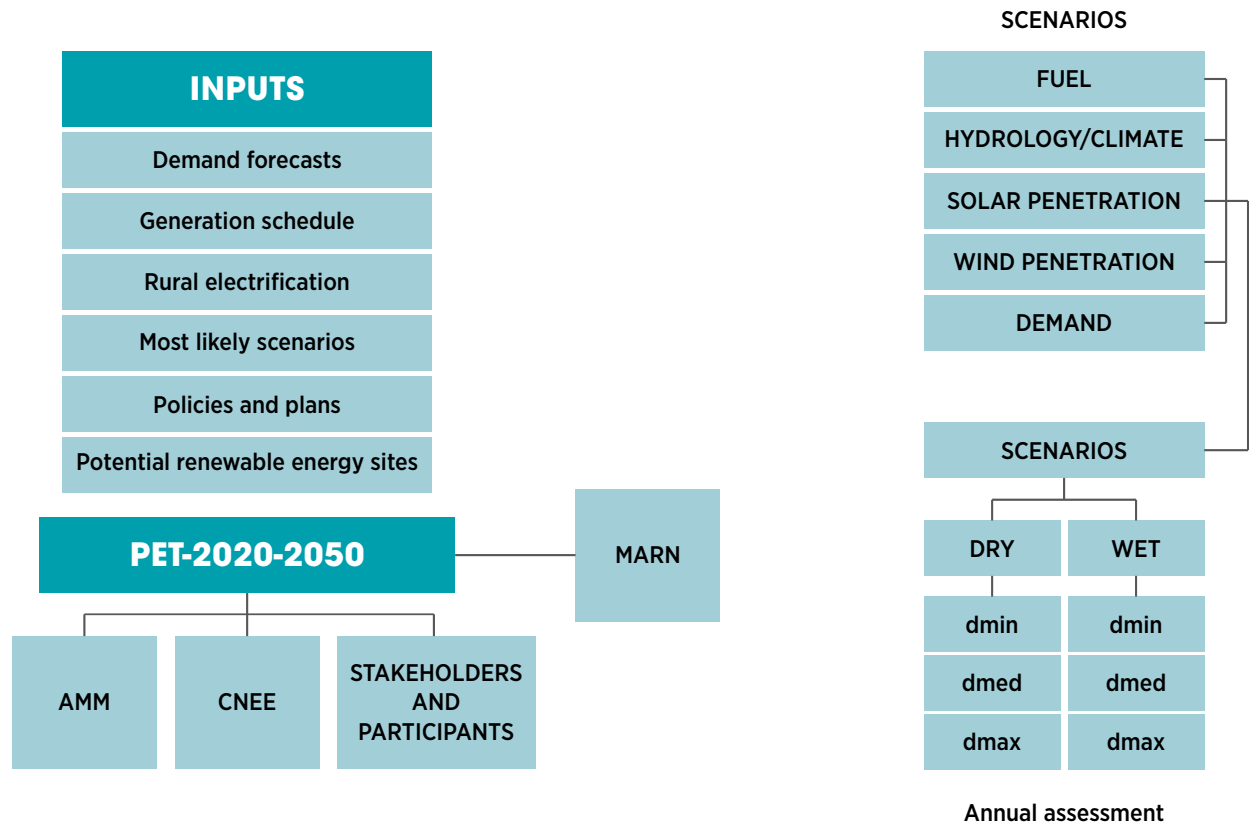 INPUTS
Demand forecasts
Generation schedule
Rural electrification
Most likely scenarios
Policies and plans
Potential renewable energy sites
PET-2020-2050
MARN
AMM
CNEE
STAKEHOLDERS
AND
PARTICIPANTS
SCENARIOS
FUEL
HYDROLOGY/CLIMATE
SOLAR PENETRATION
WIND PENETRATION
DEMAND
SCENARIOS
DRY
WET
dmin
dmin
dmed
dmed
dmax
dmax
Annual assessment